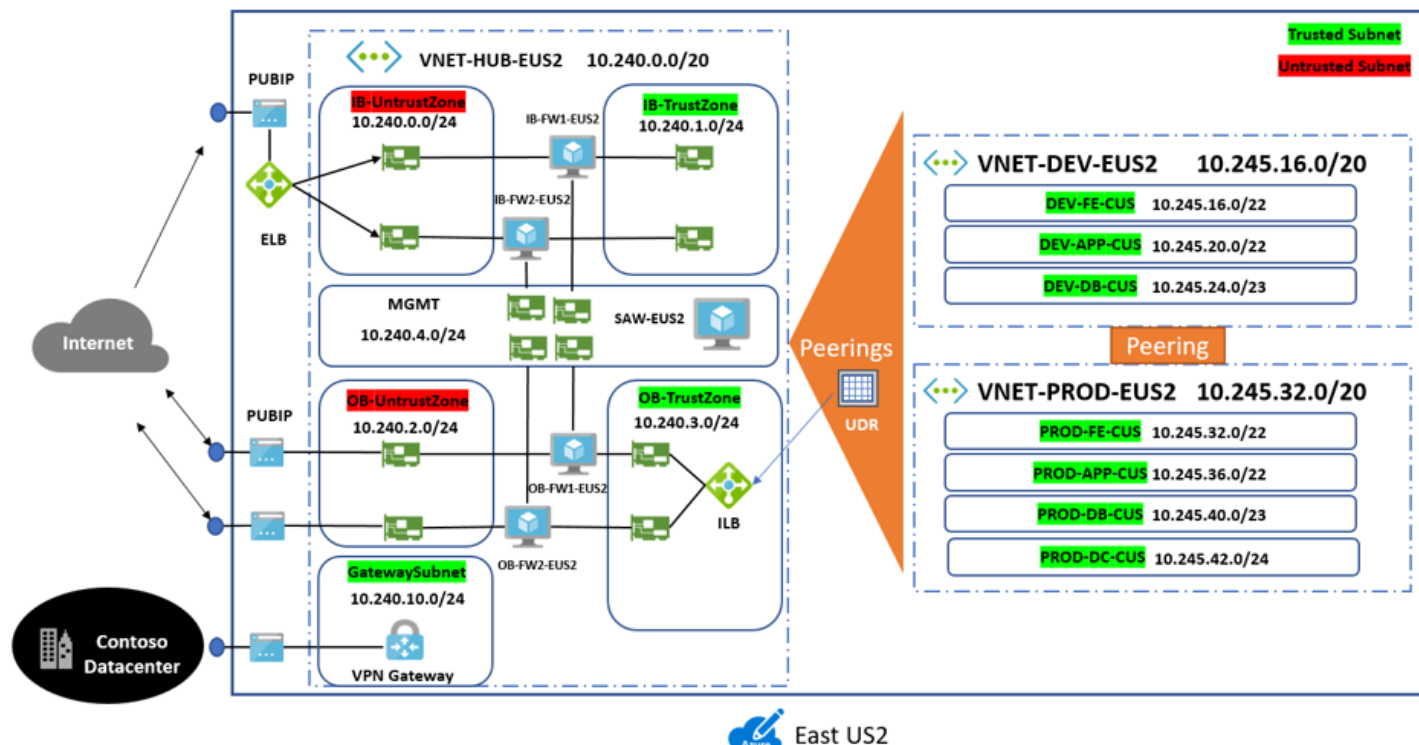 VNET-HUB-EUS2 10.240.0.0/20
Trusted Subnet
Untrusted Subnet
PUBIP
IB-UntrustZone
10.240.0.0/24
IB-FW1-EUS2
IB-TrustZone
10.240.1.0/24
IB-FW2-EUS2
ELB
MGMT
10.240.4.0/24
SAW-EUS2
Internet
PUBIP
OB-UntrustZone
10.240.2.0/24
OB-TrustZone
10.240.3.0/24
OB-FW1-EUS2
ILB
OB-FW2-EUS2
GatewaySubnet
10.240.10.0/24
VPN Gateway
Contoso
Datacenter
Peerings
UDR
VNET-DEV-EUS2 10.245.16.0/20
DEV-FE-CUS 10.245.16.0/22
DEV-APP-CUS 10.245.20.0/22
DEV-DB-CUS 10.245.24.0/23
Peering
VNET-PROD-EUS2 10.245.32.0/20
PROD-FE-CUS 10.245.32.0/22
PROD-APP-CUS 10.245.36.0/22
PROD-DB-CUS 10.245.40.0/23
PROD-DC-CUS 10.245.42.0/24
Azure
East US2